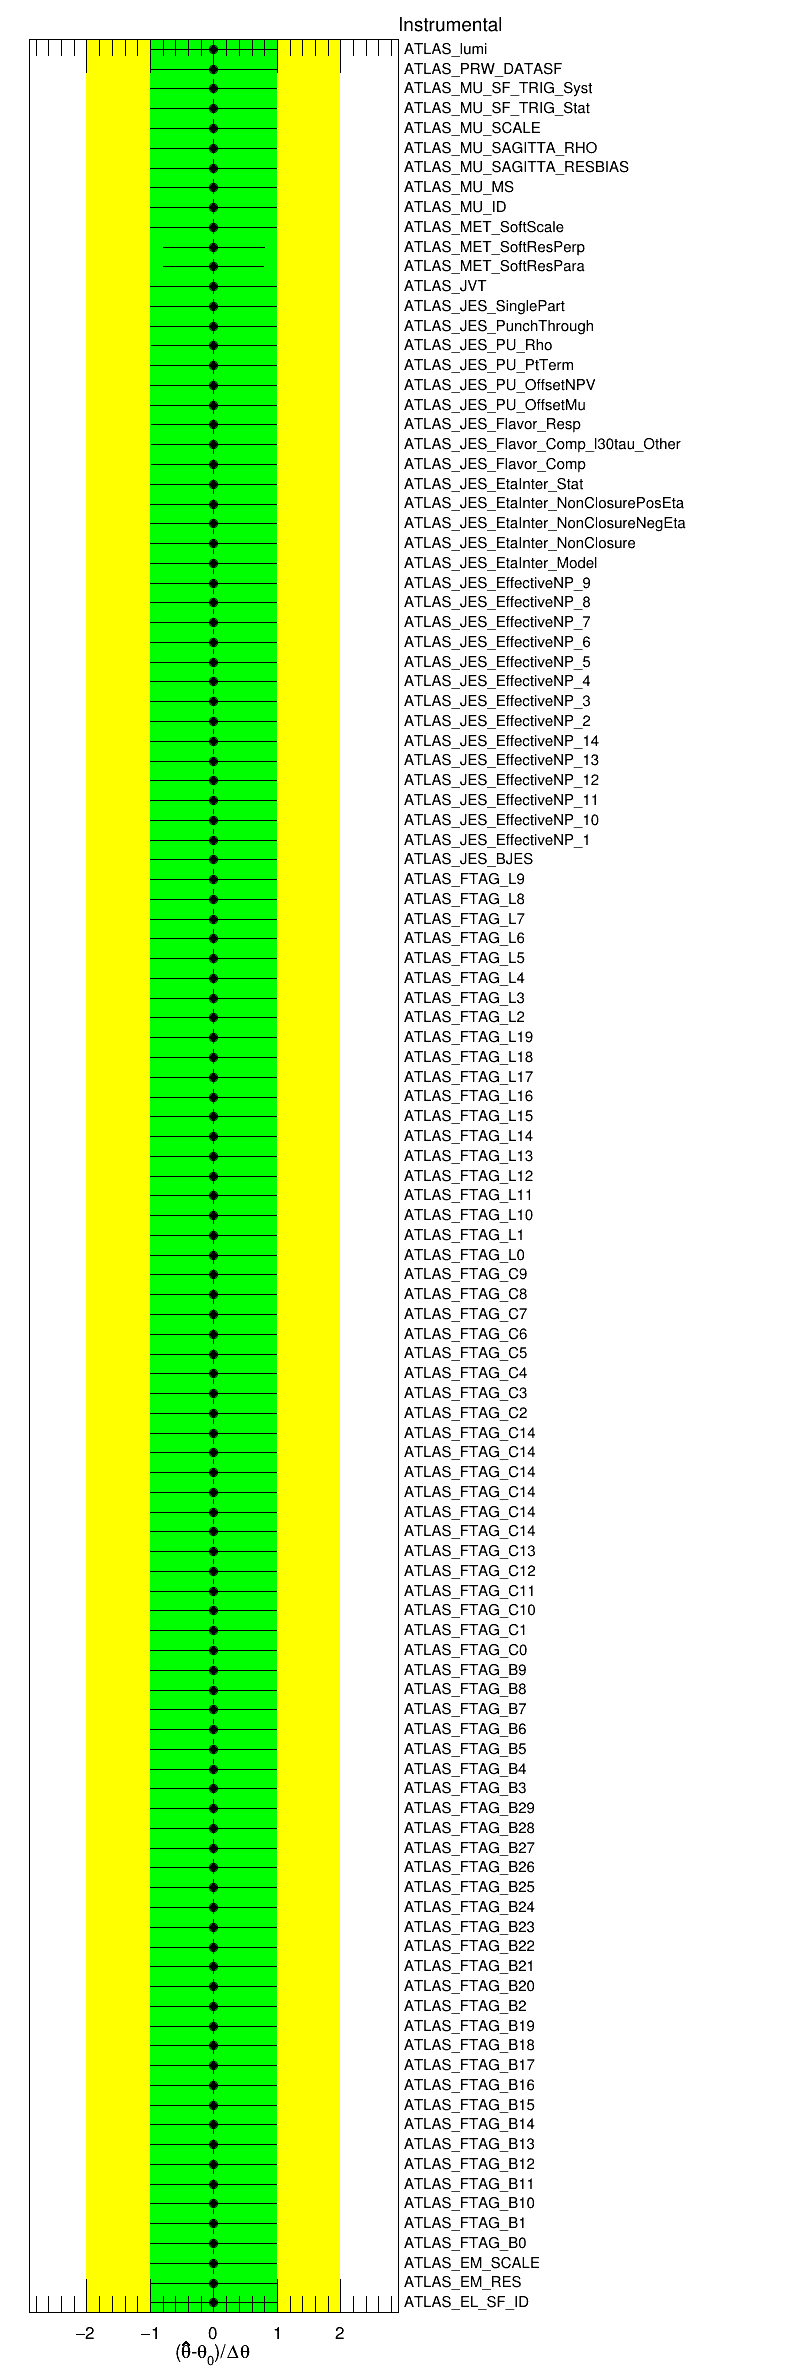 Instrumental
ATLAS_lumi
ATLAS_PRW_DATASF
ATLAS_MU_SF_TRIG_Syst
ATLAS_MU_SF_TRIG_Stat
ATLAS_MU_SCALE
ATLAS_MU_SAGITTA_RHO
ATLAS_MU_SAGITTA_RESBIAS
ATLAS_MU_MS
ATLAS_MU_ID
ATLAS_MET_SoftScale
ATLAS_MET_SoftResPerp
ATLAS_MET_SoftResPara
ATLAS_JVT
ATLAS_JES_SinglePart
ATLAS_JES_PunchThrough
ATLAS_JES_PU_Rho
ATLAS_JES_PU_PtTerm
ATLAS_JES_PU_OffsetNPV
ATLAS_JES_PU_OffsetMu
ATLAS_JES_Flavor_Resp
ATLAS_JES_Flavor_Comp_l30tau_Other
ATLAS_JES_Flavor_Comp
ATLAS_JES_EtaInter_Stat
ATLAS_JES_EtaInter_NonClosurePosEta
ATLAS_JES_EtaInter_NonClosureNegEta
ATLAS_JES_EtaInter_NonClosure
ATLAS_JES_EtaInter_Model
ATLAS_JES_EffectiveNP_9
ATLAS_JES_EffectiveNP_8
ATLAS_JES_EffectiveNP_7
ATLAS_JES_EffectiveNP_6
ATLAS_JES_EffectiveNP_5
ATLAS_JES_EffectiveNP_4
ATLAS_JES_EffectiveNP_3
ATLAS_JES_EffectiveNP_2
ATLAS_JES_EffectiveNP_14
ATLAS_JES_EffectiveNP_13
ATLAS_JES_EffectiveNP_12
ATLAS_JES_EffectiveNP_11
ATLAS_JES_EffectiveNP_10
ATLAS_JES_EffectiveNP_1
ATLAS_JES_BJES
ATLAS_FTAG_L9
ATLAS_FTAG_L8
ATLAS_FTAG_L7
ATLAS_FTAG_L6
ATLAS_FTAG_L5
ATLAS_FTAG_L4
ATLAS_FTAG_L3
ATLAS_FTAG_L2
ATLAS_FTAG_L19
ATLAS_FTAG_L18
ATLAS_FTAG_L17
ATLAS_FTAG_L16
ATLAS_FTAG_L15
ATLAS_FTAG_L14
ATLAS_FTAG_L13
ATLAS_FTAG_L12
ATLAS_FTAG_L11
ATLAS_FTAG_L10
ATLAS_FTAG_L1
ATLAS_FTAG_L0
ATLAS_FTAG_C9
ATLAS_FTAG_C8
ATLAS_FTAG_C7
ATLAS_FTAG_C6
ATLAS_FTAG_C5
ATLAS_FTAG_C4
ATLAS_FTAG_C3
ATLAS_FTAG_C2
ATLAS_FTAG_C14
ATLAS_FTAG_C14
ATLAS_FTAG_C14
ATLAS_FTAG_C14
ATLAS_FTAG_C14
ATLAS_FTAG_C14
ATLAS_FTAG_C13
ATLAS_FTAG_C12
ATLAS_FTAG_C11
ATLAS_FTAG_C10
ATLAS_FTAG_C1
ATLAS_FTAG_C0
ATLAS_FTAG_B9
ATLAS_FTAG_B8
ATLAS_FTAG_B7
ATLAS_FTAG_B6
ATLAS_FTAG_B5
ATLAS_FTAG_B4
ATLAS_FTAG_B3
ATLAS_FTAG_B29
ATLAS_FTAG_B28
ATLAS_FTAG_B27
ATLAS_FTAG_B26
ATLAS_FTAG_B25
ATLAS_FTAG_B24
ATLAS_FTAG_B23
ATLAS_FTAG_B22
ATLAS_FTAG_B21
ATLAS_FTAG_B20
ATLAS_FTAG_B2
ATLAS_FTAG_B19
ATLAS_FTAG_B18
ATLAS_FTAG_B17
ATLAS_FTAG_B16
ATLAS_FTAG_B15
ATLAS_FTAG_B14
ATLAS_FTAG_B13
ATLAS_FTAG_B12
ATLAS_FTAG_B11
ATLAS_FTAG_B10
ATLAS_FTAG_B1
ATLAS_FTAG_B0
ATLAS_EM_SCALE
ATLAS_EM_RES
ATLAS_EL_SF_ID
−2 −1 0 1 2
(θ̂-θ₀)/Δθ